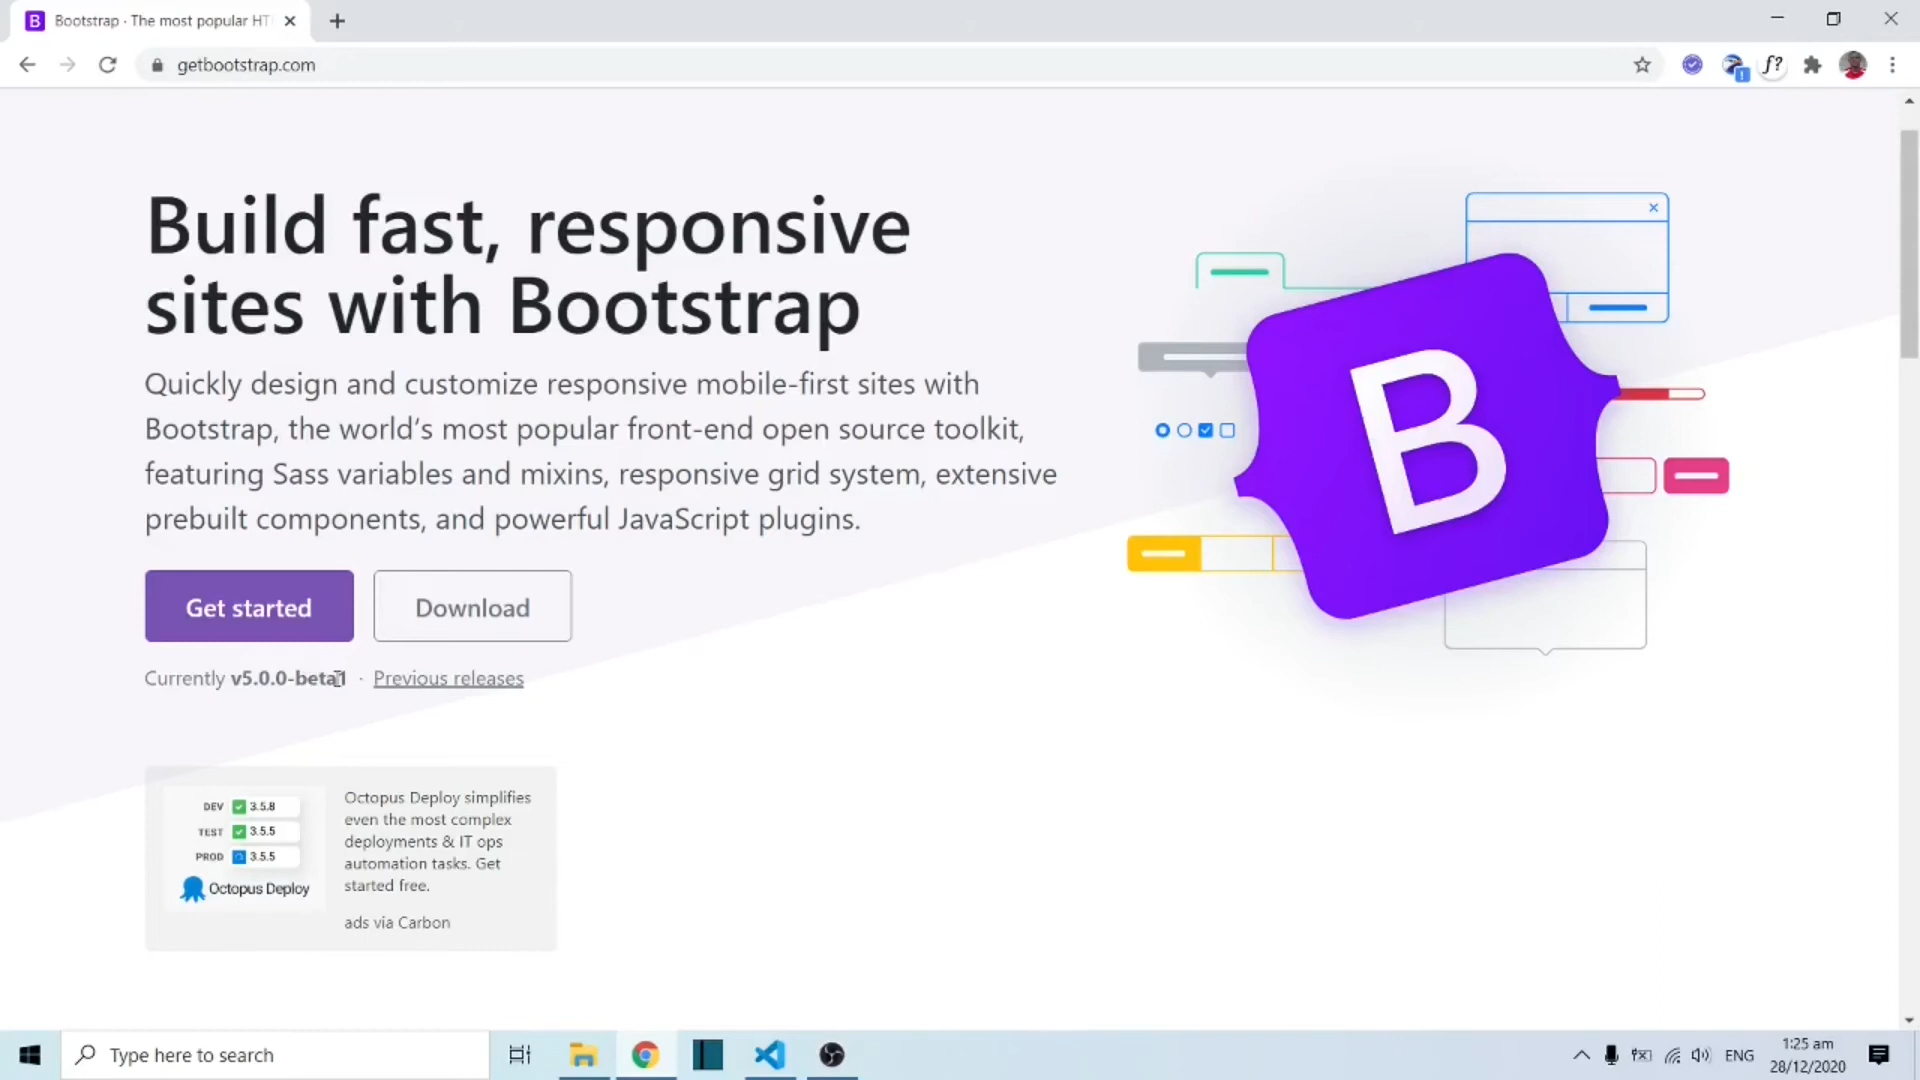 B Bootstrap · The most popular HT
getbootstrap.com
f?
Build fast, responsive
sites with Bootstrap
Quickly design and customize responsive mobile-first sites with
Bootstrap, the world's most popular front-end open source toolkit,
featuring Sass variables and mixins, responsive grid system, extensive
prebuilt components, and powerful JavaScript plugins.
B
Get started
Download
Currently v5.0.0-beta1 · Previous releases
DEV 3.5.8
TEST 3.5.5
PROD 3.5.5
Octopus Deploy
Octopus Deploy simplifies
even the most complex
deployments & IT ops
automation tasks. Get
started free.
ads via Carbon
Type here to search
ENG
1:25 am
28/12/2020